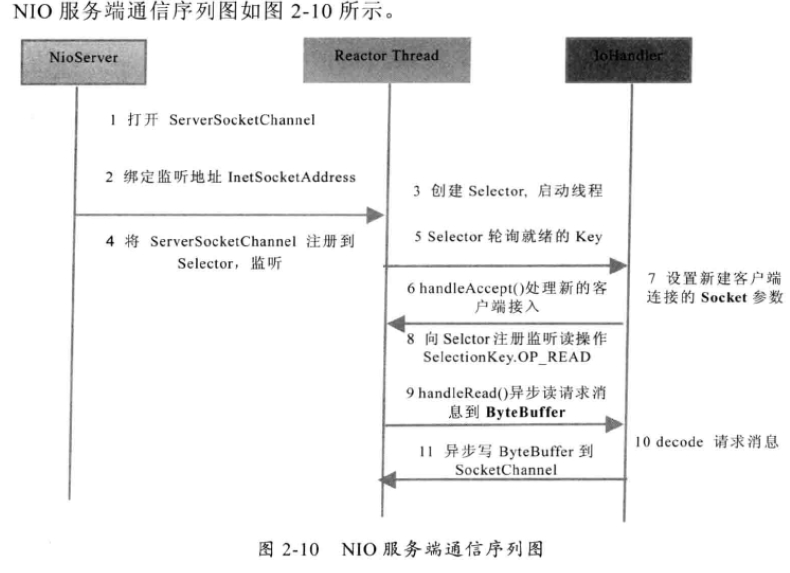 NIO 服务端通信序列图如图 2-10 所示。
NioServer
Reactor Thread
IoHandler
1 打开 ServerSocketChannel
2 绑定监听地址 InetSocketAddress
3 创建 Selector, 启动线程
4 将 ServerSocketChannel 注册到
Selector，监听
5 Selector 轮询就绪的 Key
6 handleAccept()处理新的客
户端接入
7 设置新建客户端
连接的 Socket 参数
8 向 Selctor 注册监听读操作
SelectionKey.OP_READ
9 handleRead()异步读请求消
息到 ByteBuffer
10 decode 请求消息
11 异步写 ByteBuffer 到
SocketChannel
图 2-10 NIO 服务端通信序列图